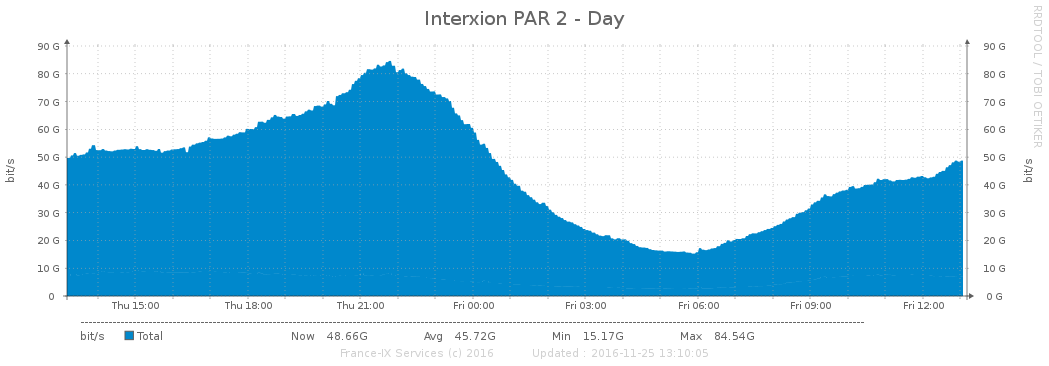 Interxion PAR 2 - Day
RRDTOOL / TOBI OETIKER
90 G 90 G
80 G 80 G
70 G 70 G
60 G 60 G
50 G 50 G
40 G 40 G
30 G 30 G
20 G 20 G
10 G 10 G
0 0 G
bit/s
bit/s
Thu 15:00 Thu 18:00 Thu 21:00 Fri 00:00 Fri 03:00 Fri 06:00 Fri 09:00 Fri 12:00
bit/s Total Now 48.66G Avg 45.72G Min 15.17G Max 84.54G
France-IX Services (c) 2016 Updated : 2016-11-25 13:10:05